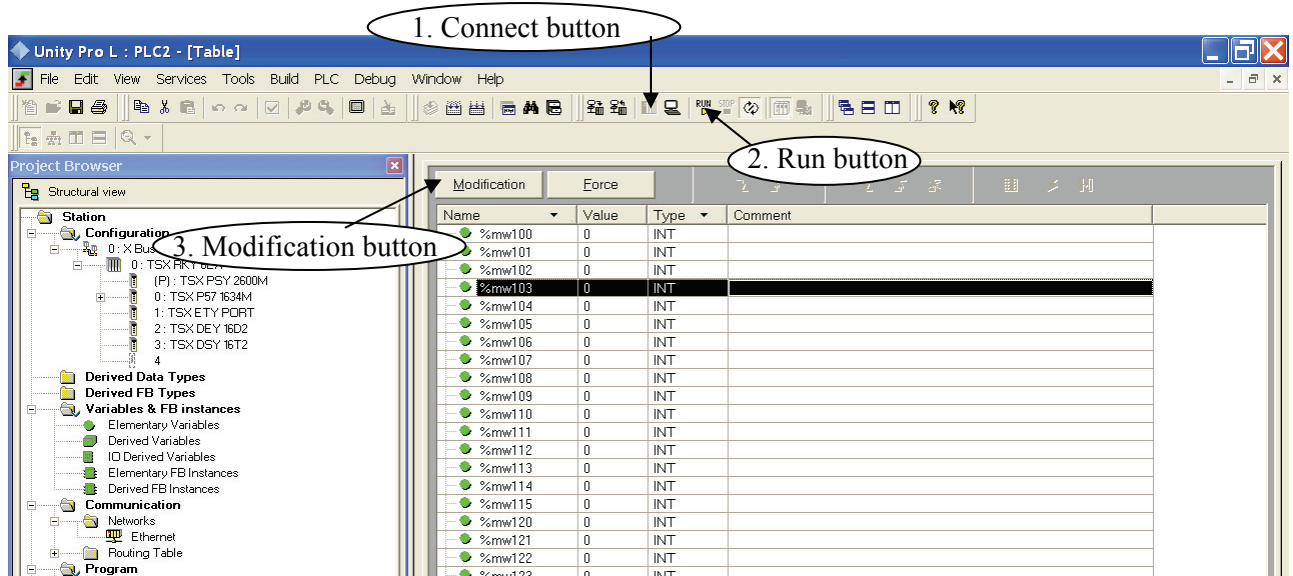 1. Connect button
Unity Pro L : PLC2 - [Table]
File Edit View Services Tools Build PLC Debug Window Help
RUN STOP
2. Run button
Project Browser
Structural view
Modification Force
3. Modification button
Name Value Type Comment
Station
Configuration
0: X Bus
0: TSX RKY
(P) : TSX PSY 2600M
0: TSX P57 1634M
1: TSX ETY PORT
2: TSX DEY 16D2
3: TSX DSY 16T2
4
Derived Data Types
Derived FB Types
Variables & FB instances
Elementary Variables
Derived Variables
IO Derived Variables
Elementary FB Instances
Derived FB Instances
Communication
Networks
Ethernet
Routing Table
Program
%mw100 0 INT
%mw101 0 INT
%mw102 0 INT
%mw103 0 INT
%mw104 0 INT
%mw105 0 INT
%mw106 0 INT
%mw107 0 INT
%mw108 0 INT
%mw109 0 INT
%mw110 0 INT
%mw111 0 INT
%mw112 0 INT
%mw113 0 INT
%mw114 0 INT
%mw115 0 INT
%mw120 0 INT
%mw121 0 INT
%mw122 0 INT
%mw123 0 INT